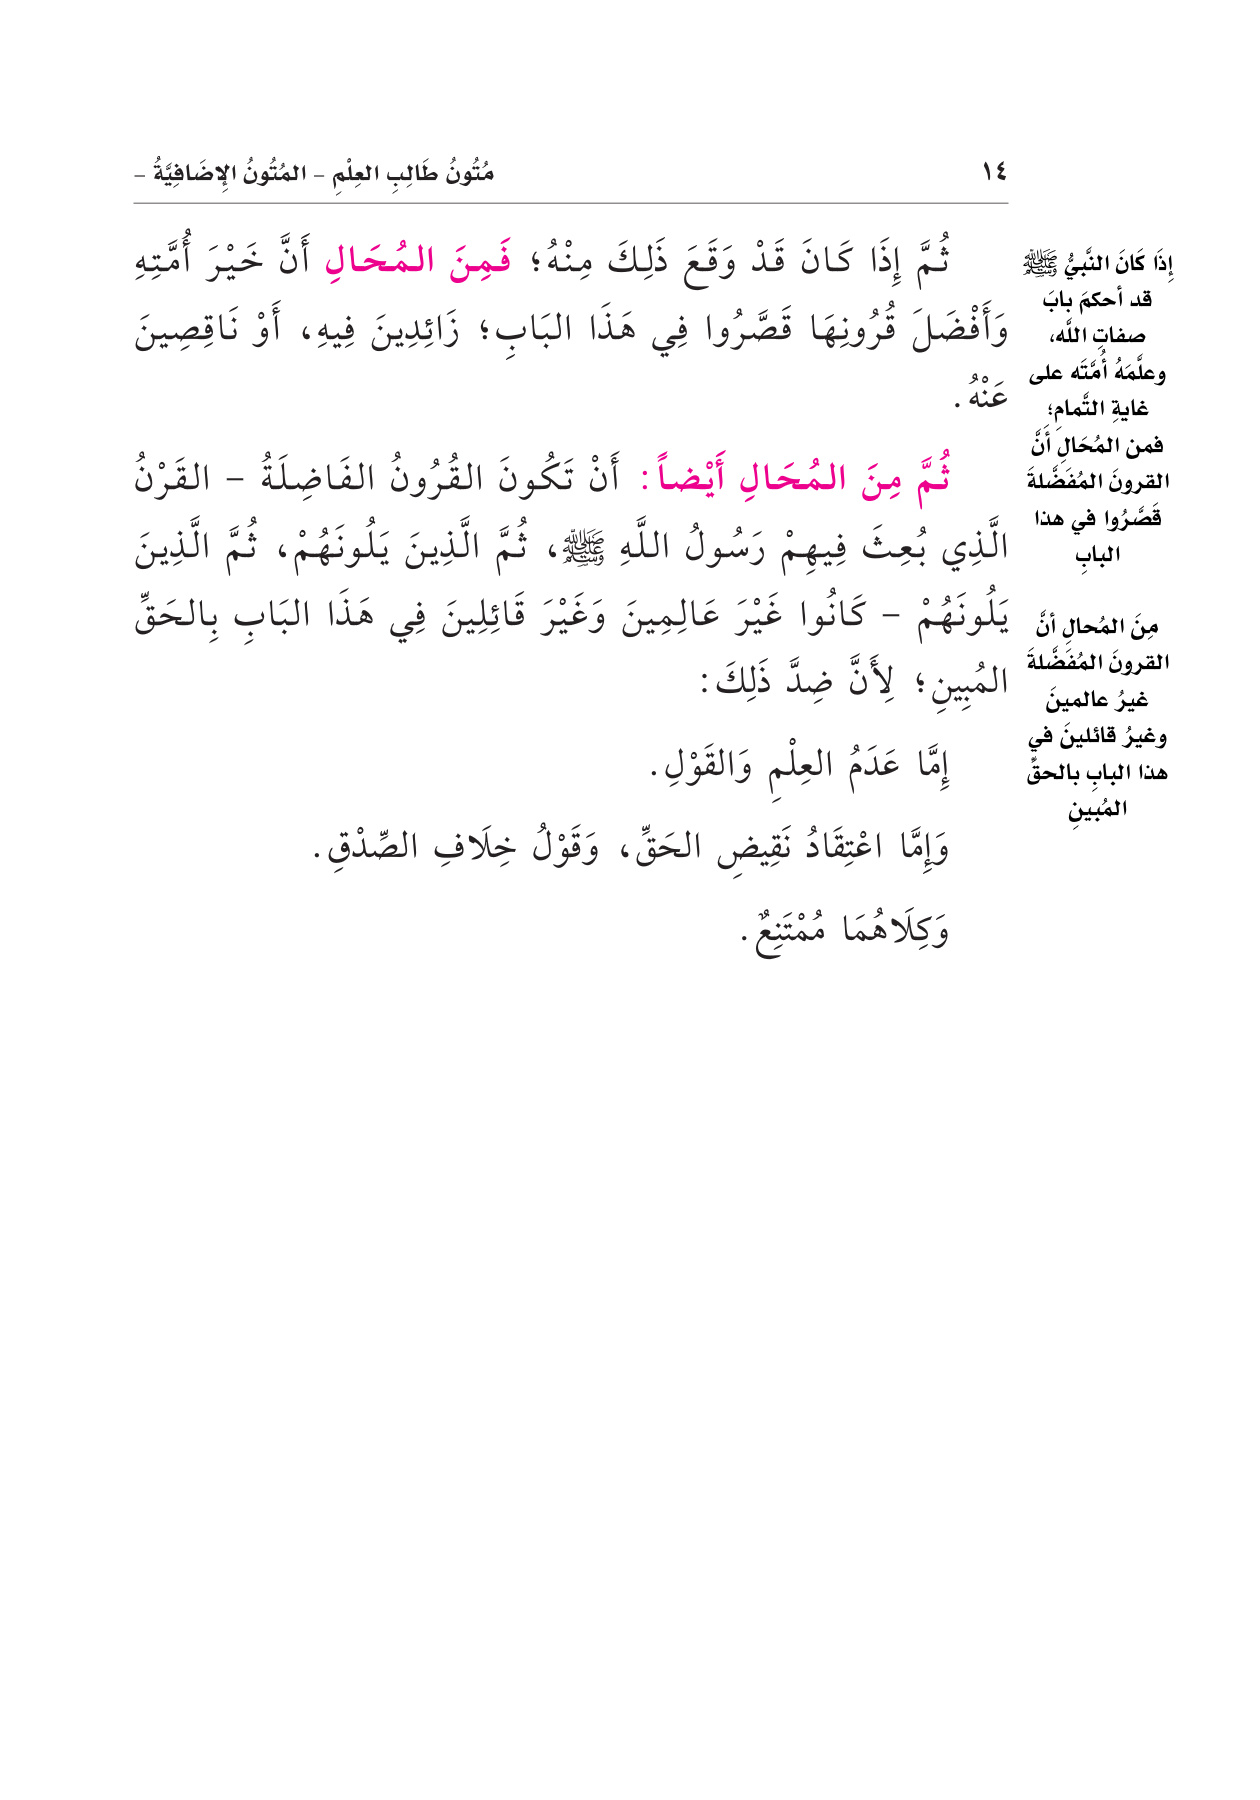 ١٤
مُتُونُ طَالِبِ العِلْمِ – المُتُونُ الإِضَافِيَّةُ –
ثُمَّ إِذَا كَانَ قَدْ وَقَعَ ذَلِكَ مِنْهُ؛ فَمِنَ المُحَالِ أَنَّ خَيْرَ أُمَّتِهِ
وَأَفْضَلَ قُرُونِهَا قَصَّرُوا فِي هَذَا البَابِ؛ زَائِدِينَ فِيهِ، أَوْ نَاقِصِينَ
عَنْهُ.
ثُمَّ مِنَ المُحَالِ أَيْضاً: أَنْ تَكُونَ القُرُونُ الفَاضِلَةُ – القَرْنُ
الَّذِي بُعِثَ فِيهِمْ رَسُولُ اللَّهِ ﷺ، ثُمَّ الَّذِينَ يَلُونَهُمْ، ثُمَّ الَّذِينَ
يَلُونَهُمْ – كَانُوا غَيْرَ عَالِمِينَ وَغَيْرَ قَائِلِينَ فِي هَذَا البَابِ بِالحَقِّ
المُبِينِ؛ لِأَنَّ ضِدَّ ذَلِكَ:
إِمَّا عَدَمُ العِلْمِ وَالقَوْلِ.
وَإِمَّا اعْتِقَادُ نَقِيضِ الحَقِّ، وَقَوْلُ خِلَافِ الصِّدْقِ.
وَكِلَاهُمَا مُمْتَنِعٌ.
إِذَا كَانَ النَّبيُّ ﷺ
قد أحكمَ بابَ
صفاتِ اللَّه،
وعلَّمَهُ أُمَّتَه على
غايةِ التَّمامِ؛
فمن المُحَالِ أَنَّ
القرونَ المُفَضَّلةَ
قَصَّرُوا في هذا
البابِ
مِنَ المُحالِ أنَّ
القرونَ المُفَضَّلةَ
غيرُ عالمينَ
وغيرُ قائلينَ في
هذا البابِ بالحقِّ
المُبينِ